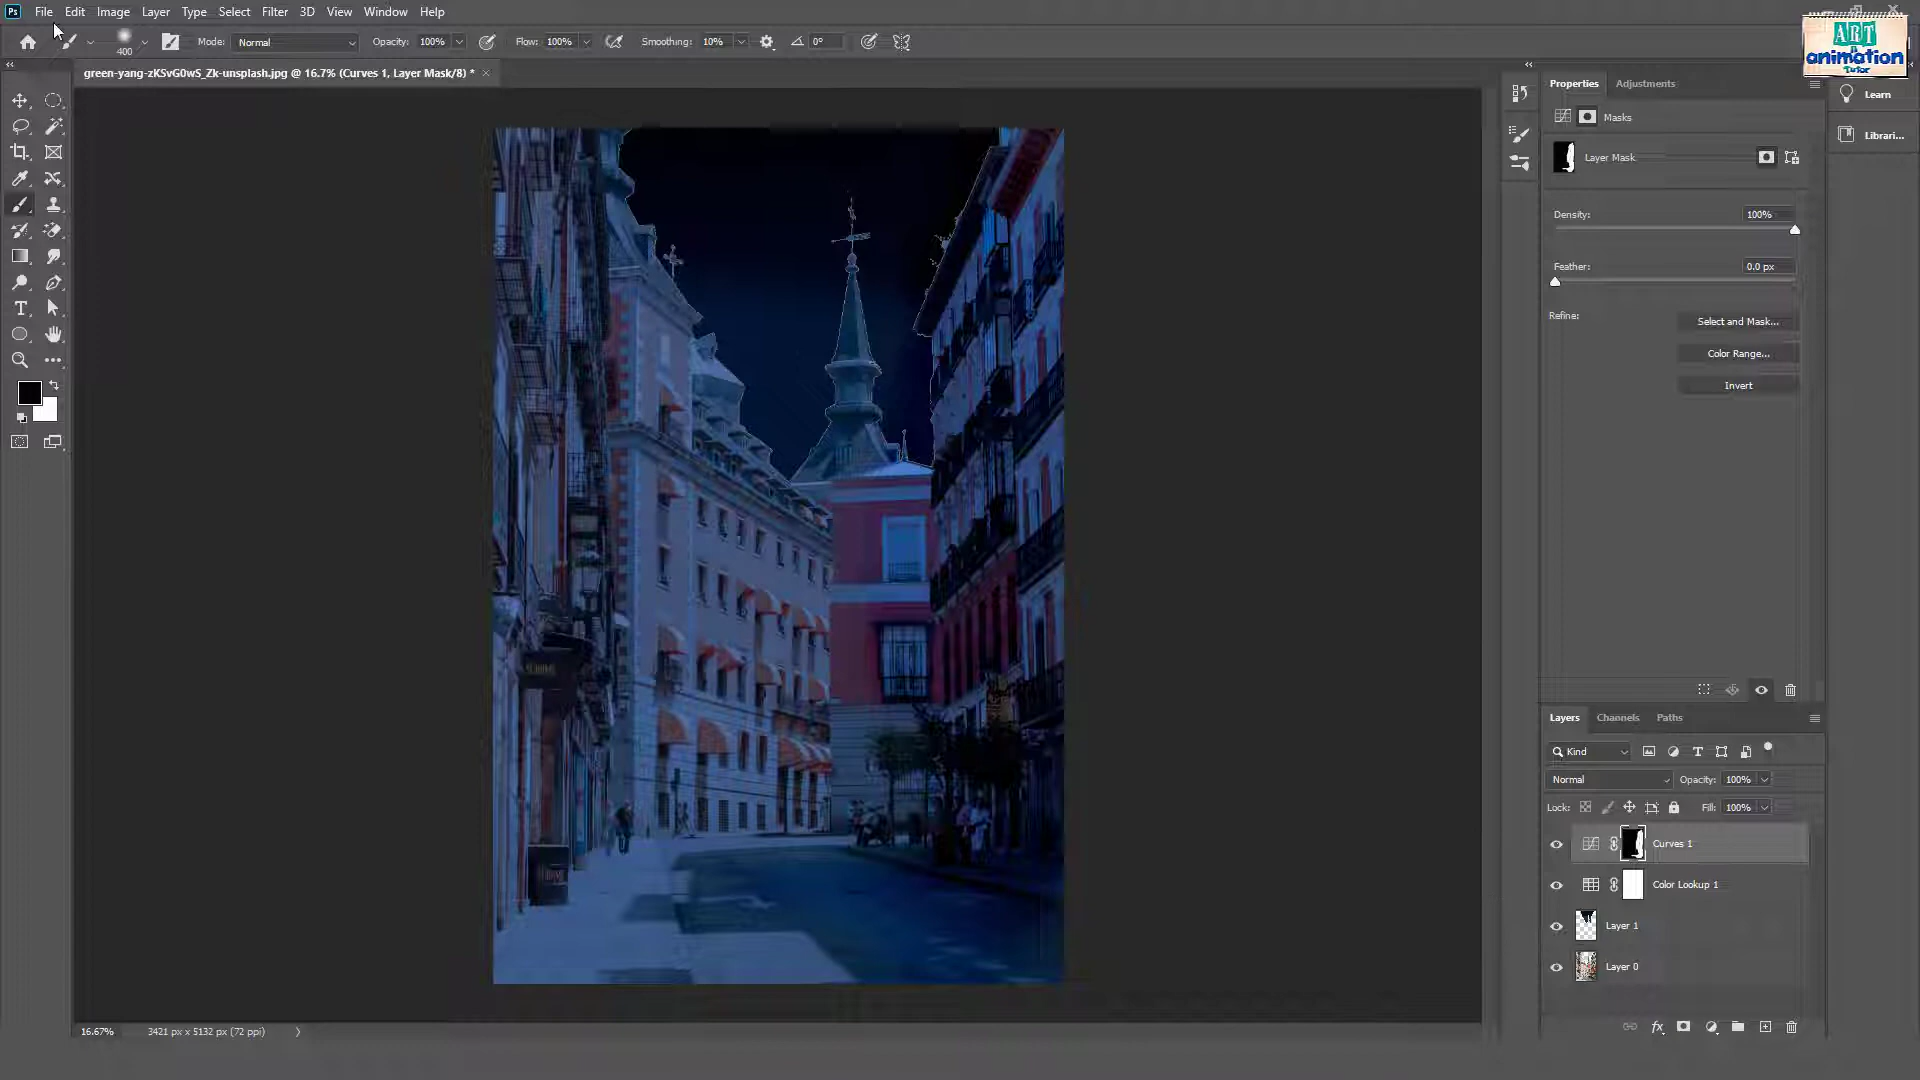 Ps File Edit Image Layer Type Select Filter 3D View Window Help
400 Mode: Normal Opacity: 100% Flow: 100% Smoothing: 10% 0°
ART
n
animation
Tutor
green-yang-zKSvG0wS_Zk-unsplash.jpg @ 16.7% (Curves 1, Layer Mask/8) *
Properties Adjustments
Learn
Masks
Librari...
Layer Mask
Density: 100%
Feather: 0.0 px
Refine: Select and Mask...
Color Range...
Invert
Layers Channels Paths
Kind
Normal Opacity: 100%
Lock: Fill: 100%
Curves 1
Color Lookup 1
Layer 1
Layer 0
16.67% 3421 px x 5132 px (72 ppi)